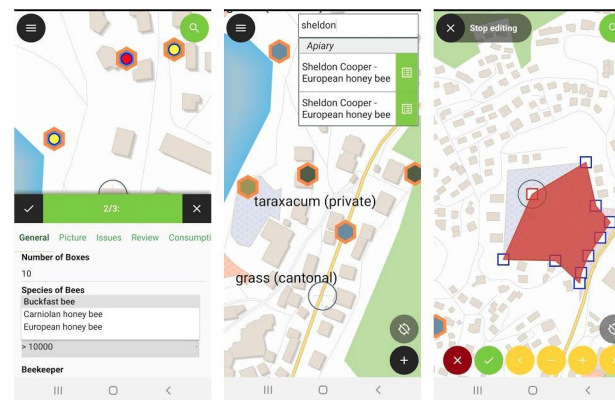 2/3:
General Picture Issues Review Consumpti
Number of Boxes
10
Species of Bees
Buckfast bee
Carniolan honey bee
European honey bee
> 10000
Beekeeper
sheldon
Apiary
Sheldon Cooper -
European honey bee
Sheldon Cooper -
European honey bee
taraxacum (private)
grass (cantonal)
Stop editing